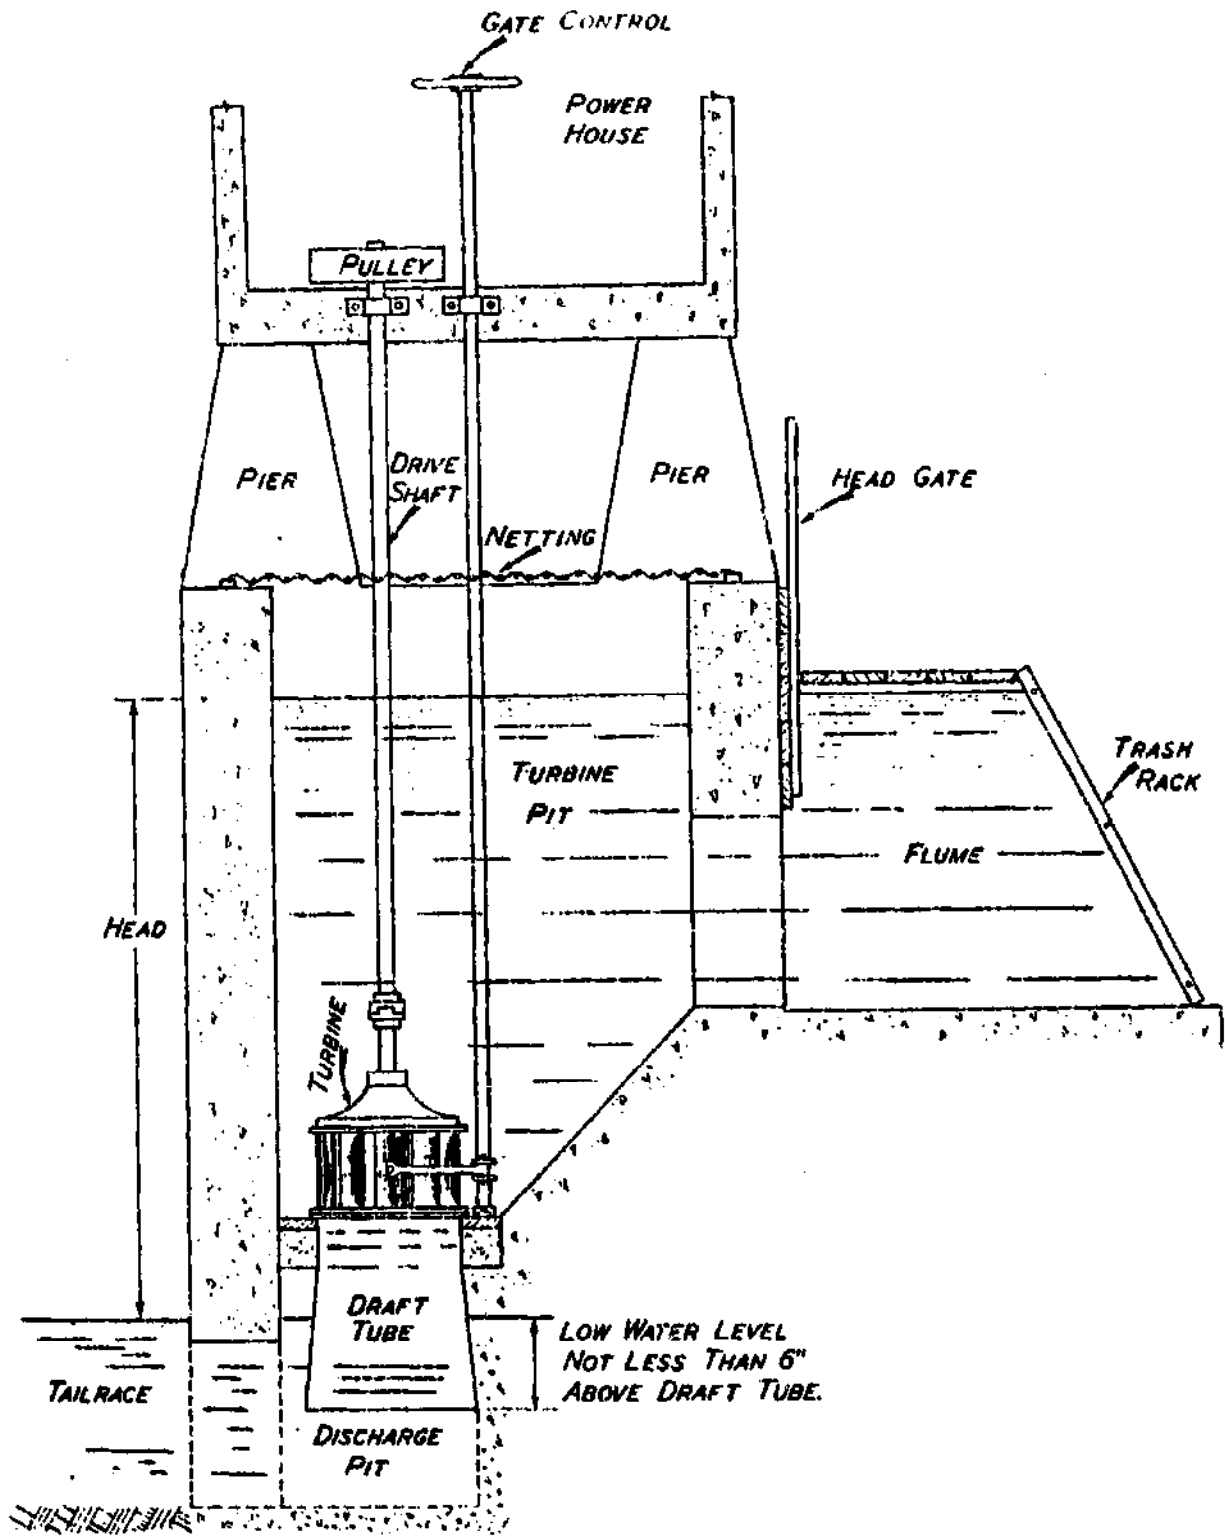 GATE CONTROL
POWER
HOUSE
PULLEY
PIER
DRIVE
SHAFT
PIER
HEAD GATE
NETTING
TURBINE
PIT
TRASH
RACK
FLUME
HEAD
TURBINE
DRAFT
TUBE
LOW WATER LEVEL
NOT LESS THAN 6"
ABOVE DRAFT TUBE.
TAILRACE
DISCHARGE
PIT